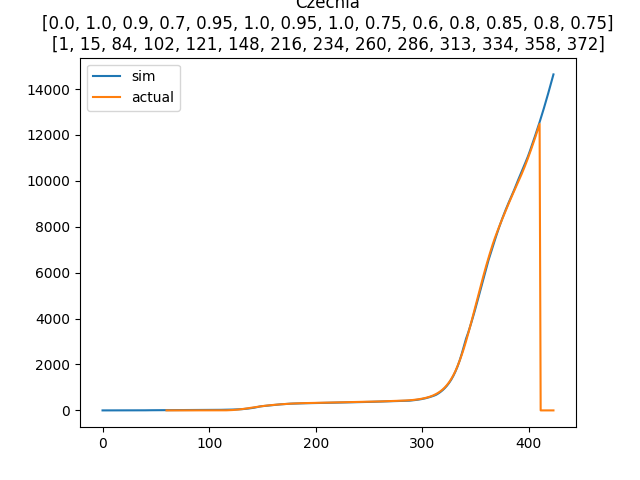 Czechia
[0.0, 1.0, 0.9, 0.7, 0.95, 1.0, 0.95, 1.0, 0.75, 0.6, 0.8, 0.85, 0.8, 0.75]
[1, 15, 84, 102, 121, 148, 216, 234, 260, 286, 313, 334, 358, 372]
sim
actual
14000
12000
10000
8000
6000
4000
2000
0
0 100 200 300 400